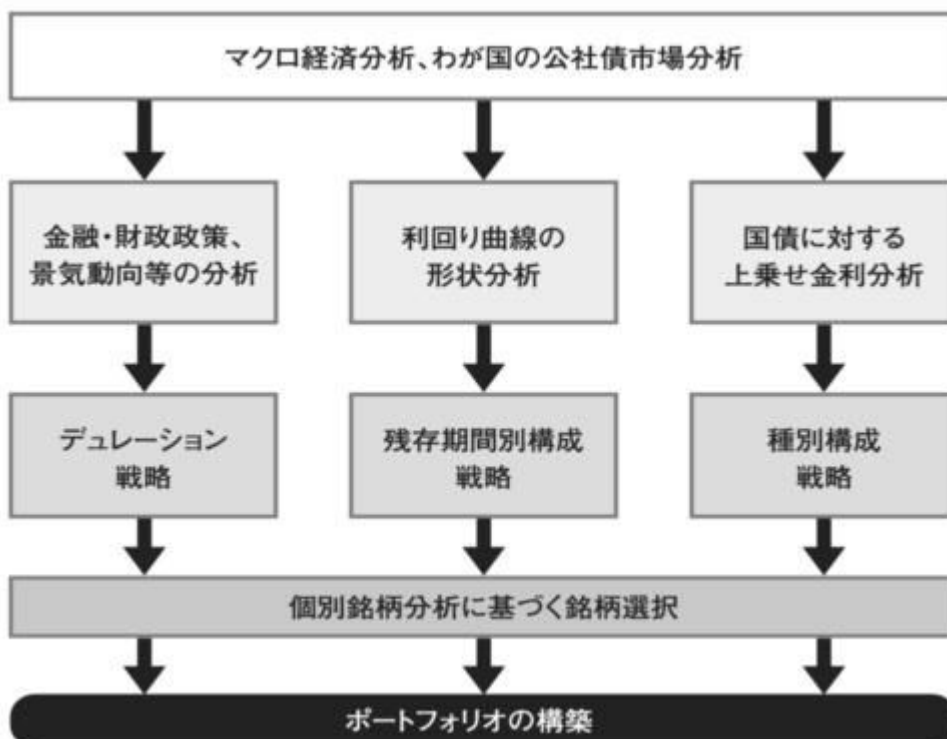 マクロ経済分析、わが国の公社債市場分析
金融・財政政策、
景気動向等の分析
利回り曲線の
形状分析
国債に対する
上乗せ金利分析
デュレーション
戦略
残存期間別構成
戦略
種別構成
戦略
個別銘柄分析に基づく銘柄選択
ポートフォリオの構築